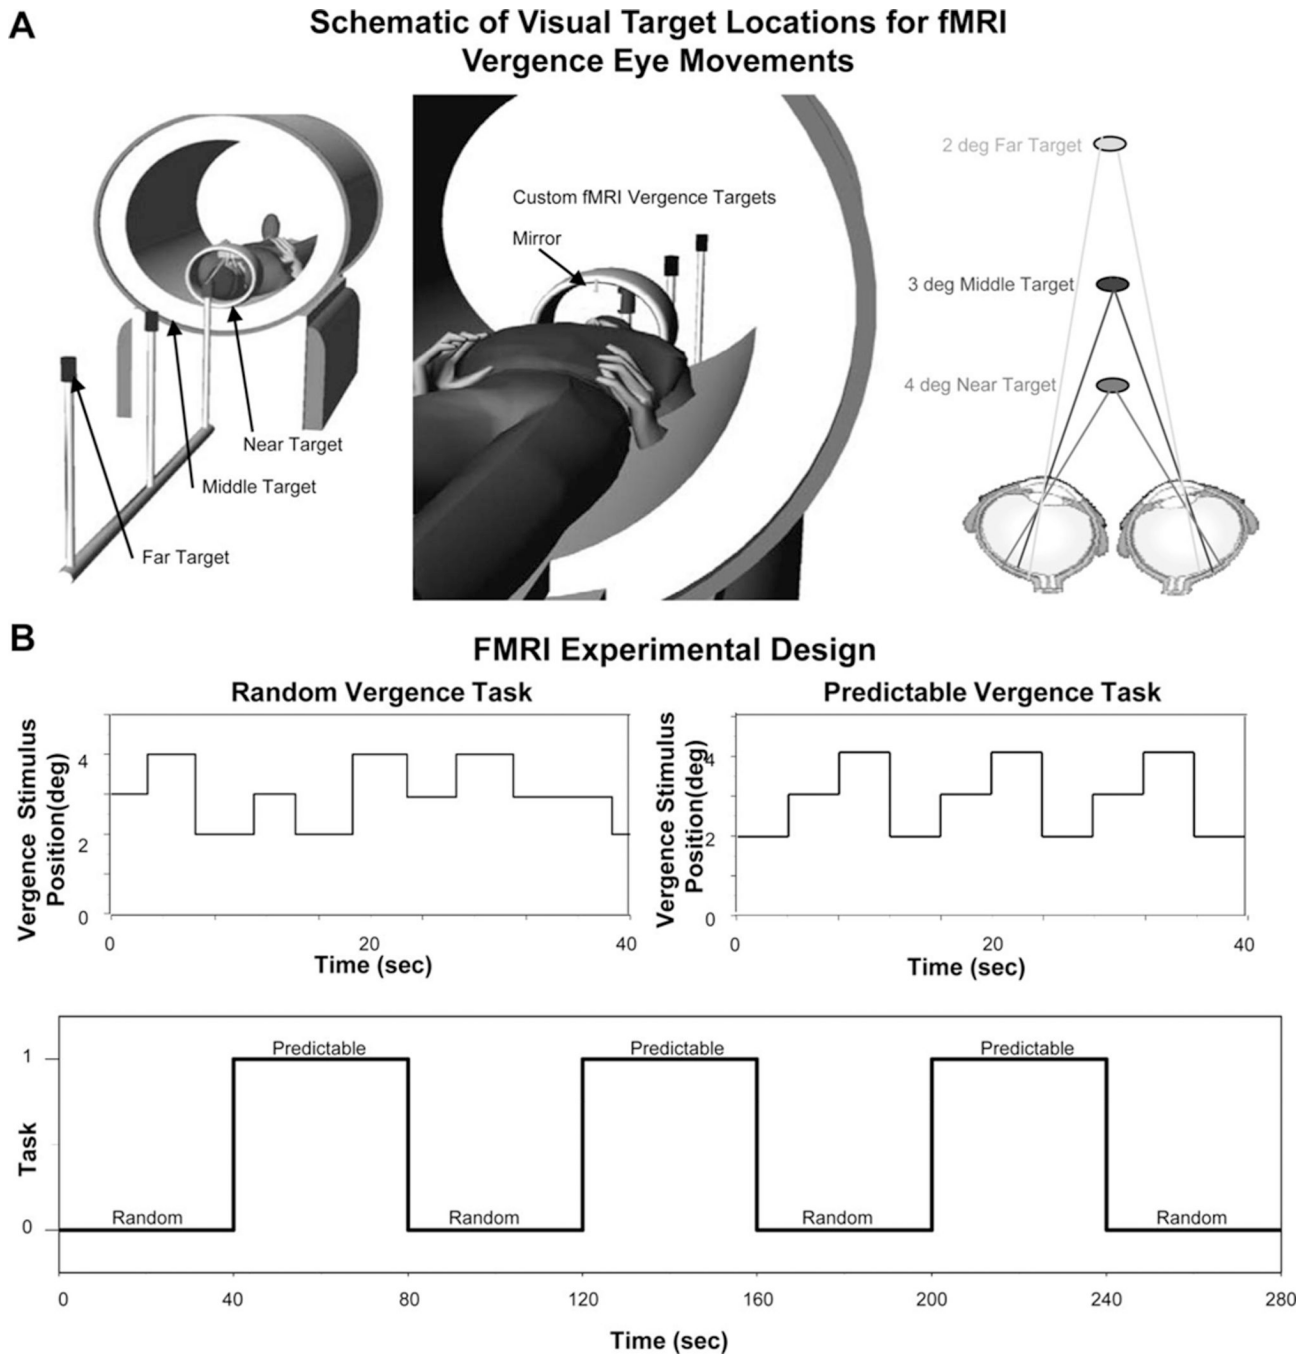 A
Schematic of Visual Target Locations for fMRI
Vergence Eye Movements
Near Target
Middle Target
Far Target
Custom fMRI Vergence Targets
Mirror
2 deg Far Target
3 deg Middle Target
4 deg Near Target
B
FMRI Experimental Design
Random Vergence Task
Vergence Stimulus
Position(deg)
4
2
0
0
20
40
Time (sec)
Predictable Vergence Task
Vergence Stimulus
Position(deg)
4
2
0
0
20
40
Time (sec)
Task
1
0
Random
Predictable
Random
Predictable
Random
Predictable
Random
0
40
80
120
160
200
240
280
Time (sec)